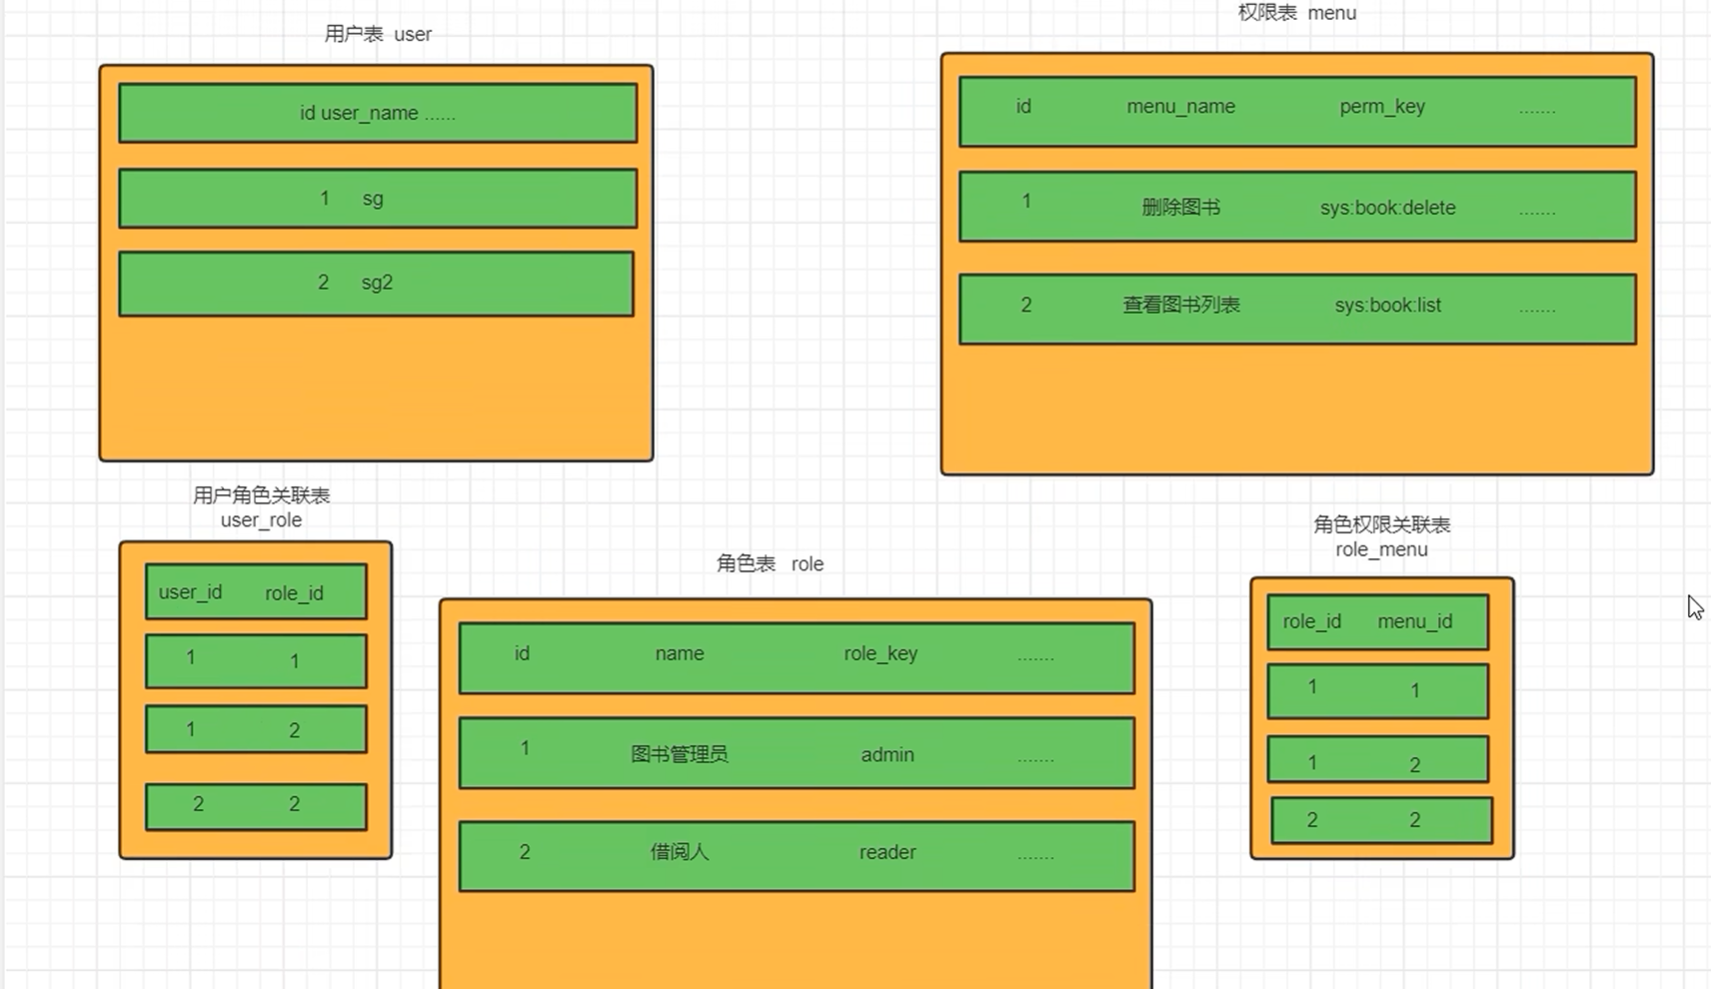 用户表 user
id user_name ......
1 sg
2 sg2
权限表 menu
id menu_name perm_key .......
1 删除图书 sys:book:delete .......
2 查看图书列表 sys:book:list .......
用户角色关联表
user_role
user_id role_id
1 1
1 2
2 2
角色表 role
id name role_key .......
1 图书管理员 admin .......
2 借阅人 reader .......
角色权限关联表
role_menu
role_id menu_id
1 1
1 2
2 2